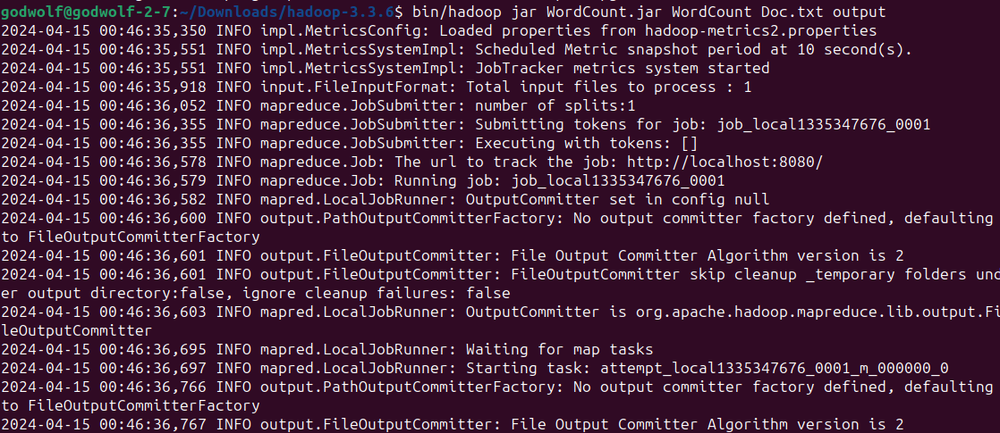 godwolf@godwolf-2-7:~/Downloads/hadoop-3.3.6$ bin/hadoop jar WordCount.jar WordCount Doc.txt output
2024-04-15 00:46:35,350 INFO impl.MetricsConfig: Loaded properties from hadoop-metrics2.properties
2024-04-15 00:46:35,551 INFO impl.MetricsSystemImpl: Scheduled Metric snapshot period at 10 second(s).
2024-04-15 00:46:35,551 INFO impl.MetricsSystemImpl: JobTracker metrics system started
2024-04-15 00:46:35,918 INFO input.FileInputFormat: Total input files to process : 1
2024-04-15 00:46:36,052 INFO mapreduce.JobSubmitter: number of splits:1
2024-04-15 00:46:36,355 INFO mapreduce.JobSubmitter: Submitting tokens for job: job_local1335347676_0001
2024-04-15 00:46:36,355 INFO mapreduce.JobSubmitter: Executing with tokens: []
2024-04-15 00:46:36,578 INFO mapreduce.Job: The url to track the job: http://localhost:8080/
2024-04-15 00:46:36,579 INFO mapreduce.Job: Running job: job_local1335347676_0001
2024-04-15 00:46:36,582 INFO mapred.LocalJobRunner: OutputCommitter set in config null
2024-04-15 00:46:36,600 INFO output.PathOutputCommitterFactory: No output committer factory defined, defaulting
to FileOutputCommitterFactory
2024-04-15 00:46:36,601 INFO output.FileOutputCommitter: File Output Committer Algorithm version is 2
2024-04-15 00:46:36,601 INFO output.FileOutputCommitter: FileOutputCommitter skip cleanup _temporary folders und
er output directory:false, ignore cleanup failures: false
2024-04-15 00:46:36,603 INFO mapred.LocalJobRunner: OutputCommitter is org.apache.hadoop.mapreduce.lib.output.Fi
leOutputCommitter
2024-04-15 00:46:36,695 INFO mapred.LocalJobRunner: Waiting for map tasks
2024-04-15 00:46:36,697 INFO mapred.LocalJobRunner: Starting task: attempt_local1335347676_0001_m_000000_0
2024-04-15 00:46:36,766 INFO output.PathOutputCommitterFactory: No output committer factory defined, defaulting
to FileOutputCommitterFactory
2024-04-15 00:46:36,767 INFO output.FileOutputCommitter: File Output Committer Algorithm version is 2